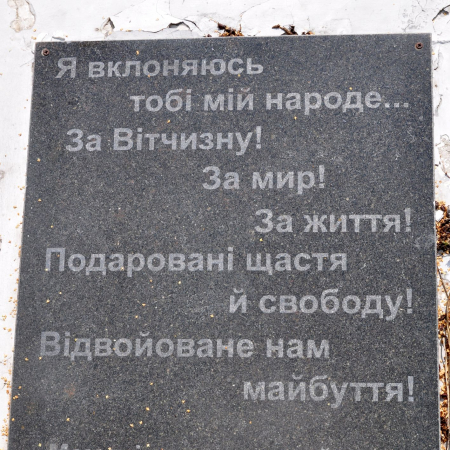 Я вклоняюсь
тобі мій народе...
За Вітчизну!
За мир!
За життя!
Подаровані щастя
й свободу!
Відвойоване нам
майбуття!